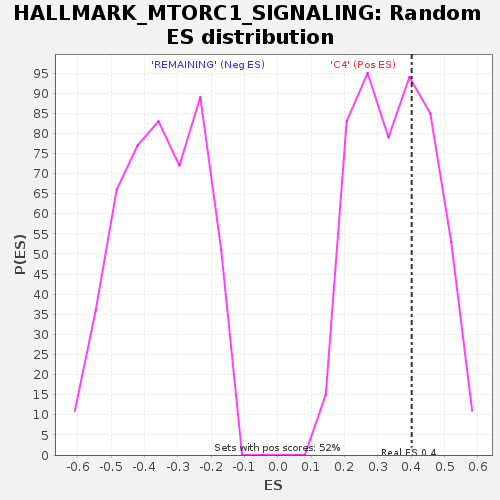 HALLMARK_MTORC1_SIGNALING: Random
ES distribution
'REMAINING' (Neg ES)
'C4' (Pos ES)
P(ES)
95
90
85
80
75
70
65
60
55
50
45
40
35
30
25
20
15
10
5
0
Sets with pos scores: 52%
Real ES 0.4
-0.6 -0.5 -0.4 -0.3 -0.2 -0.1 0.0 0.1 0.2 0.3 0.4 0.5 0.6
ES